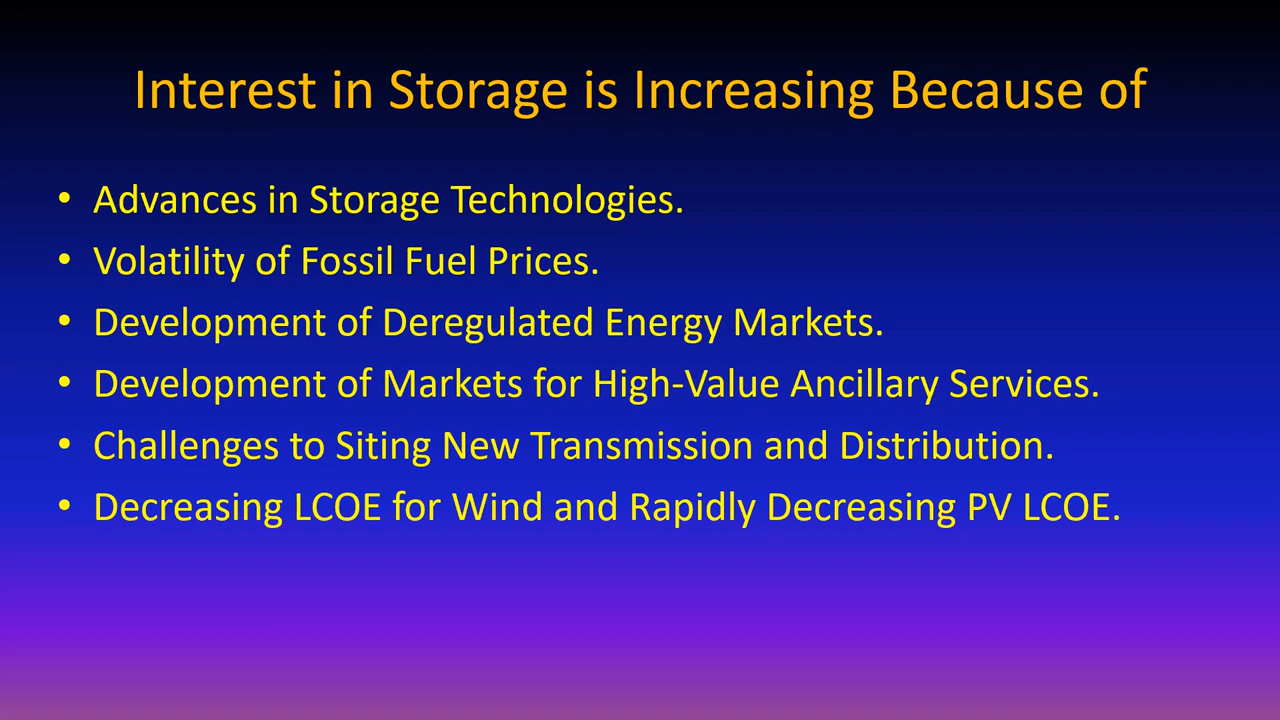 Interest in Storage is Increasing Because of
• Advances in Storage Technologies.
• Volatility of Fossil Fuel Prices.
• Development of Deregulated Energy Markets.
• Development of Markets for High-Value Ancillary Services.
• Challenges to Siting New Transmission and Distribution.
• Decreasing LCOE for Wind and Rapidly Decreasing PV LCOE.